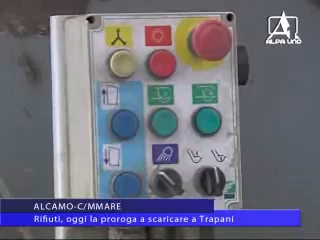 ALPA UNO
ALCAMO-C/MMARE
Rifiuti, oggi la proroga a scaricare a Trapani